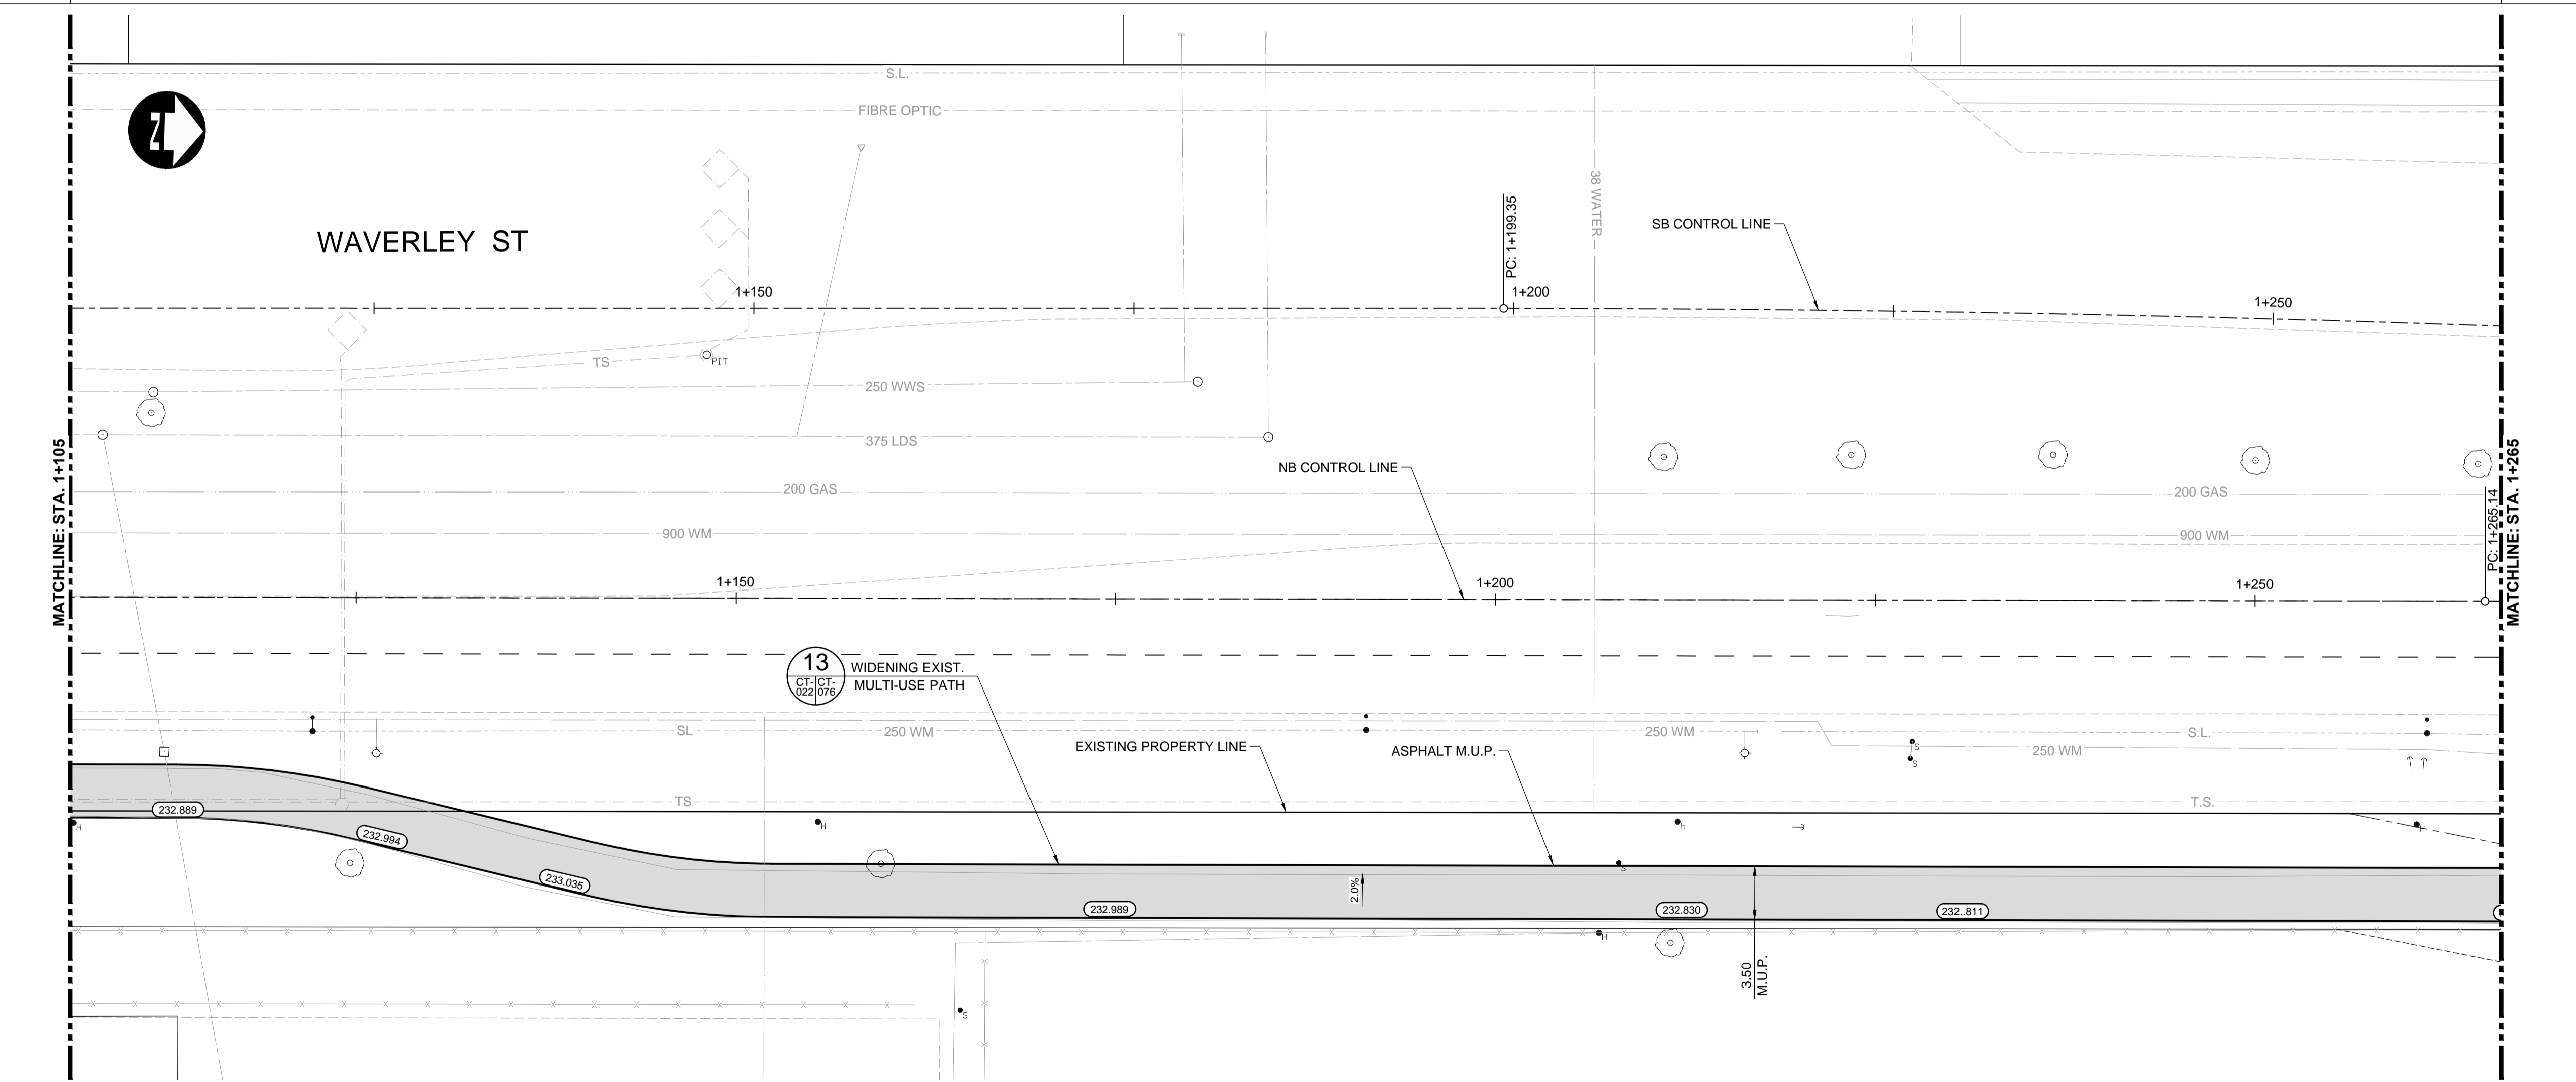 S.L.
FIBRE OPTIC
N
WAVERLEY ST
38 WATER
PC: 1+199.35
SB CONTROL LINE
1+150
1+200
1+250
TS
PIT
250 WWS
375 LDS
MATCHLINE: STA. 1+105
MATCHLINE: STA. 1+265
NB CONTROL LINE
200 GAS
200 GAS
PC: 1+265.14
900 WM
900 WM
1+150
1+200
1+250
13
CT-022
CT-076
WIDENING EXIST.
MULTI-USE PATH
SL
250 WM
250 WM
S.L.
250 WM
S
S
EXISTING PROPERTY LINE
ASPHALT M.U.P.
TS
T.S.
232.889
H
H
H
H
232.994
233.035
S
2.0%
232.989
232.830
232..811
H
3.50
M.U.P.
S